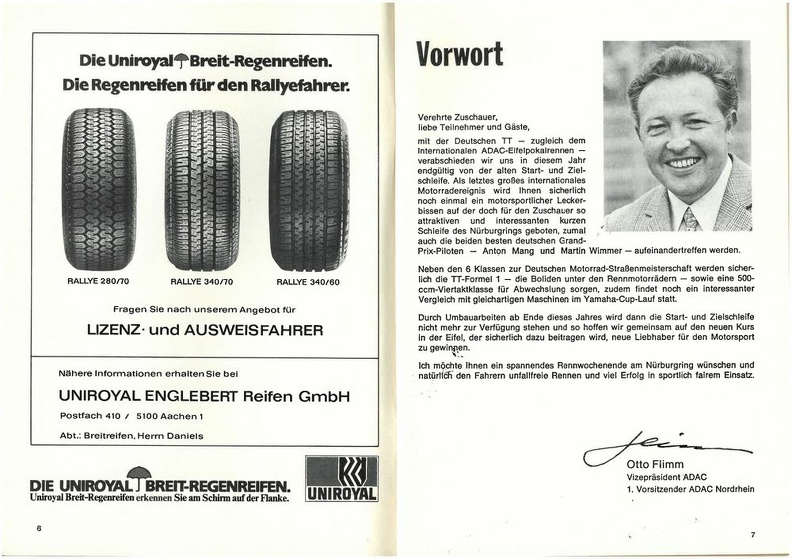 Die Uniroyal Breit-Regenreifen.
Die Regenreifen für den Rallyefahrer.
RALLYE 280/70
RALLYE 340/70
RALLYE 340/60
Fragen Sie nach unserem Angebot für
LIZENZ- und AUSWEISFAHRER
Nähere Informationen erhalten Sie bei
UNIROYAL ENGLEBERT Reifen GmbH
Postfach 410 / 5100 Aachen 1
Abt.: Breitreifen, Herrn Daniels
DIE UNIROYAL BREIT-REGENREIFEN.
Uniroyal Breit-Regenreifen erkennen Sie am Schirm auf der Flanke.
UNIROYAL
6
Vorwort
Verehrte Zuschauer,
liebe Teilnehmer und Gäste,
mit der Deutschen TT — zugleich dem
Internationalen ADAC-Eifelpokalrennen —
verabschieden wir uns in diesem Jahr
endgültig von der alten Start- und Ziel-
schleife. Als letztes großes internationales
Motorradereignis wird Ihnen sicherlich
noch einmal ein motorsportlicher Lecker-
bissen auf der doch für den Zuschauer so
attraktiven und interessanten kurzen
Schleife des Nürburgrings geboten, zumal
auch die beiden besten deutschen Grand-
Prix-Piloten — Anton Mang und Martin Wimmer — aufeinandertreffen werden.
Neben den 6 Klassen zur Deutschen Motorrad-Straßenmeisterschaft werden sicher-
lich die TT-Formel 1 — die Boliden unter den Rennmotorrädern — sowie eine 500-
ccm-Viertaktklasse für Abwechslung sorgen, zudem findet noch ein interessanter
Vergleich mit gleichartigen Maschinen im Yamaha-Cup-Lauf statt.
Durch Umbauarbeiten ab Ende dieses Jahres wird dann die Start- und Zielschleife
nicht mehr zur Verfügung stehen und so hoffen wir gemeinsam auf den neuen Kurs
in der Eifel, der sicherlich dazu beitragen wird, neue Liebhaber für den Motorsport
zu gewinnen.
Ich möchte Ihnen ein spannendes Rennwochenende am Nürburgring wünschen und
natürlich den Fahrern unfallfreie Rennen und viel Erfolg in sportlich fairem Einsatz.
Otto Flimm
Vizepräsident ADAC
1. Vorsitzender ADAC Nordrhein
7